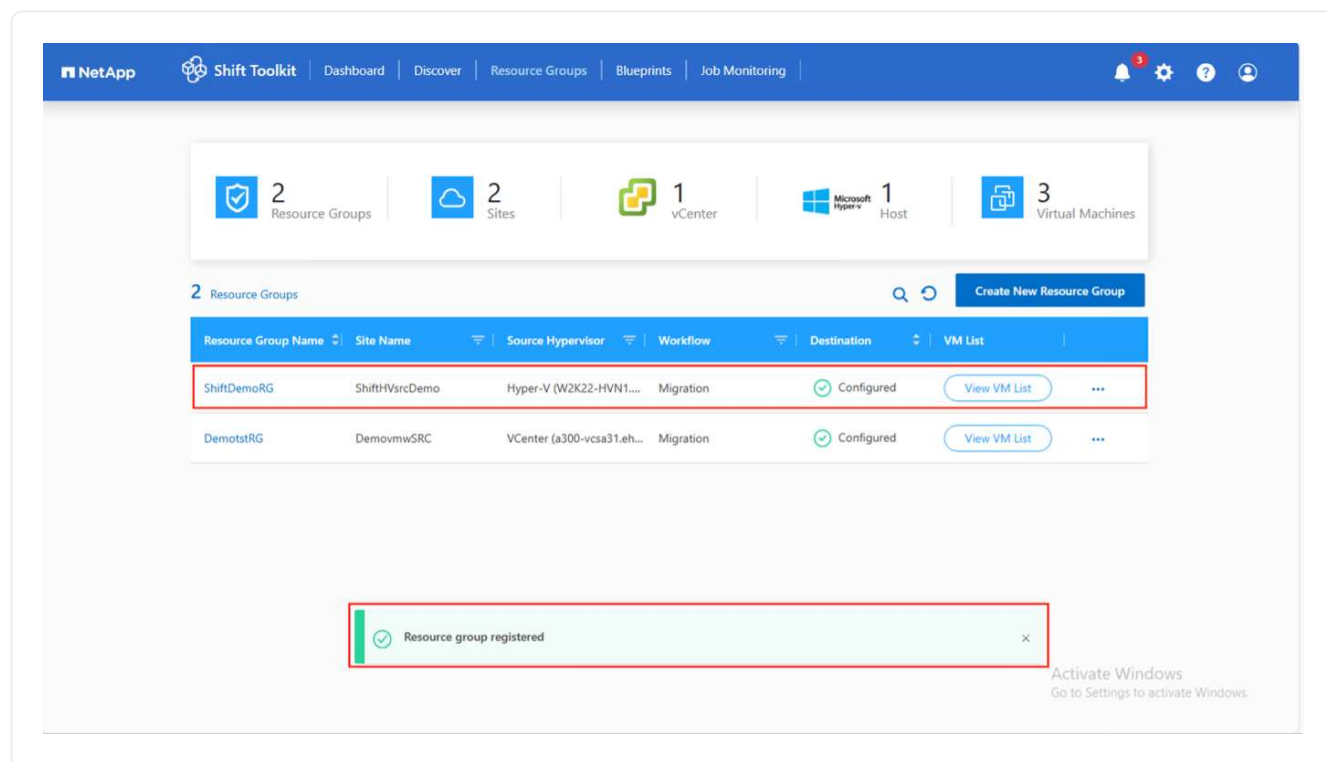 NetApp Shift Toolkit Dashboard Discover Resource Groups Blueprints Job Monitoring 3 ?
2 Resource Groups
2 Sites
1 vCenter
Microsoft Hyper-v 1 Host
3 Virtual Machines
2 Resource Groups Create New Resource Group
Resource Group Name Site Name Source Hypervisor Workflow Destination VM List
ShiftDemoRG ShiftHVsrcDemo Hyper-V (W2K22-HVN1.... Migration Configured View VM List ...
DemotstRG DemovmwSRC VCenter (a300-vcsa31.eh... Migration Configured View VM List ...
Resource group registered ×
Activate Windows
Go to Settings to activate Windows.